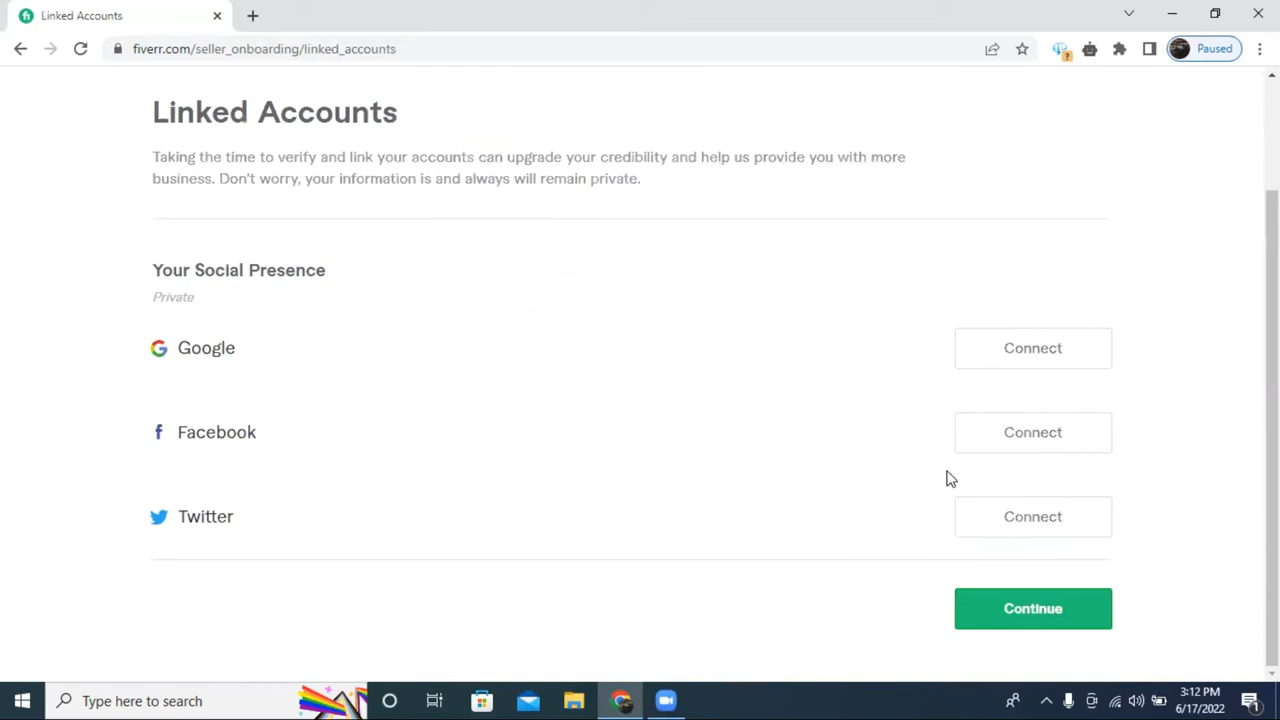 Linked Accounts
fiverr.com/seller_onboarding/linked_accounts
Paused
Linked Accounts
Taking the time to verify and link your accounts can upgrade your credibility and help us provide you with more
business. Don't worry, your information is and always will remain private.
Your Social Presence
Private
Google
Connect
Facebook
Connect
Twitter
Connect
Continue
Type here to search
3:12 PM
6/17/2022
1